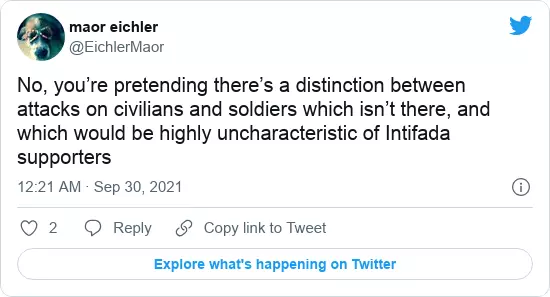 maor eichler
@EichlerMaor
No, you’re pretending there’s a distinction between
attacks on civilians and soldiers which isn’t there, and
which would be highly uncharacteristic of Intifada
supporters
12:21 AM · Sep 30, 2021
2 Reply Copy link to Tweet
Explore what's happening on Twitter